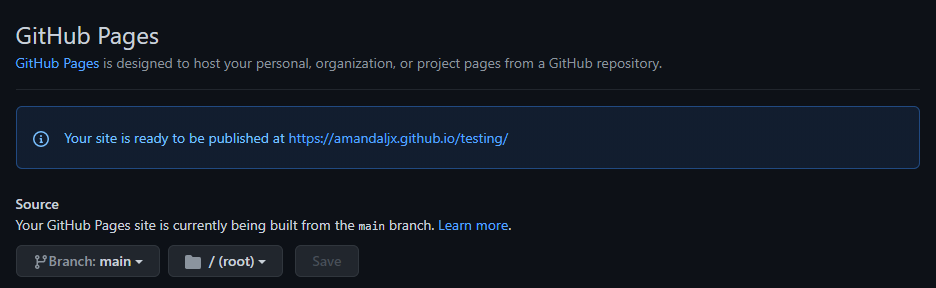 GitHub Pages
GitHub Pages is designed to host your personal, organization, or project pages from a GitHub repository.
Your site is ready to be published at https://amandaljx.github.io/testing/
Source
Your GitHub Pages site is currently being built from the main branch. Learn more.
Branch: main / (root) Save